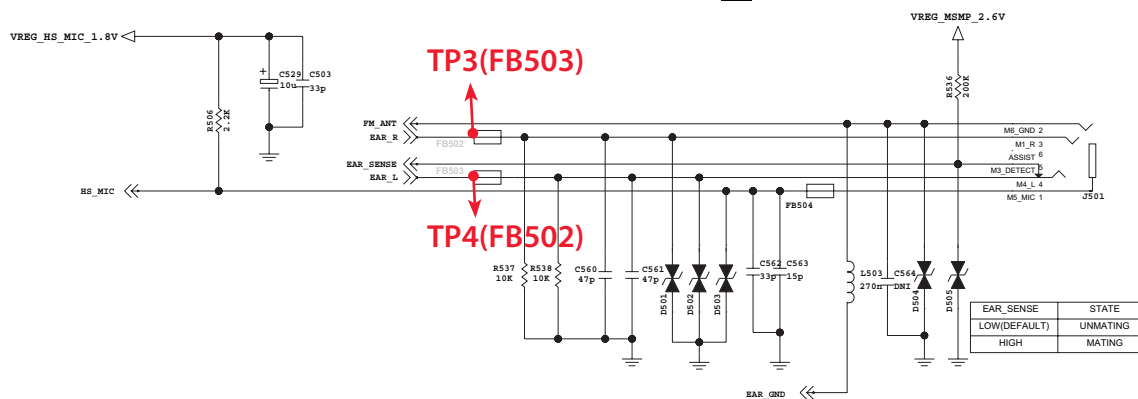 VREG_MSMP_2.6V
VREG_HS_MIC_1.8V
TP3(FB503)
C529
10u
C503
33p
R506
2.2K
R536
200K
FM_ANT
EAR_R
FB502
M6_GND 2
M1_R 3
ASSIST 6
EAR_SENSE
FB503
EAR_L
M3_DETECT 5
M4_L 4
HS_MIC
M5_MIC 1
J501
FB504
TP4(FB502)
R537
10K
R538
10K
C560
47p
C561
47p
D501
D502
D503
C562
33p
C563
15p
L503
270n
C564
DNI
D504
D505
EAR_SENSE STATE
LOW(DEFAULT) UNMATING
HIGH MATING
EAR_GND